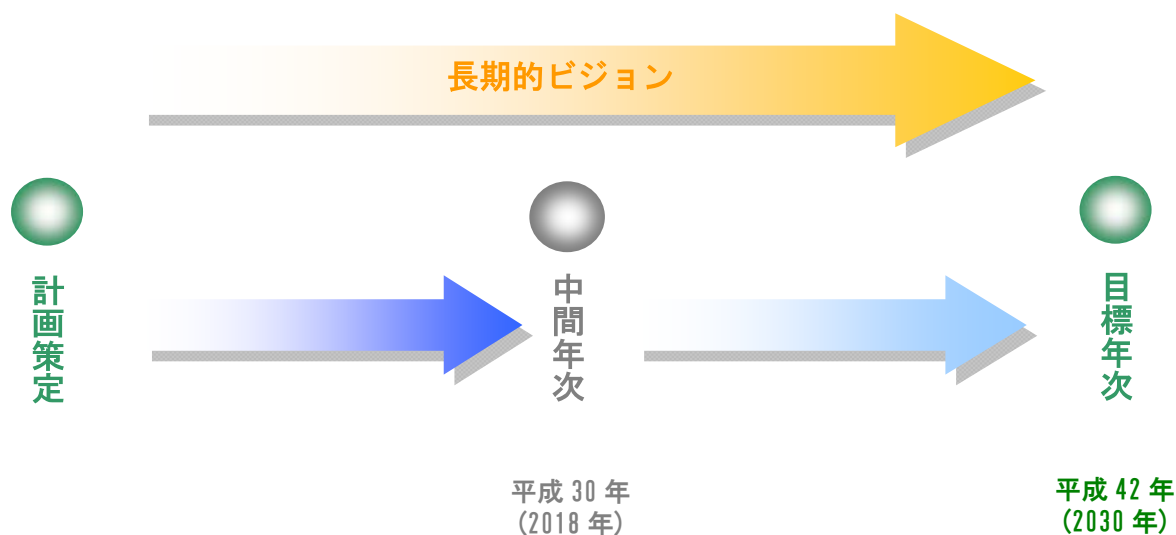 長期的ビジョン
計画策定
中間年次
目標年次
平成 30 年
(2018 年)
平成 42 年
(2030 年)